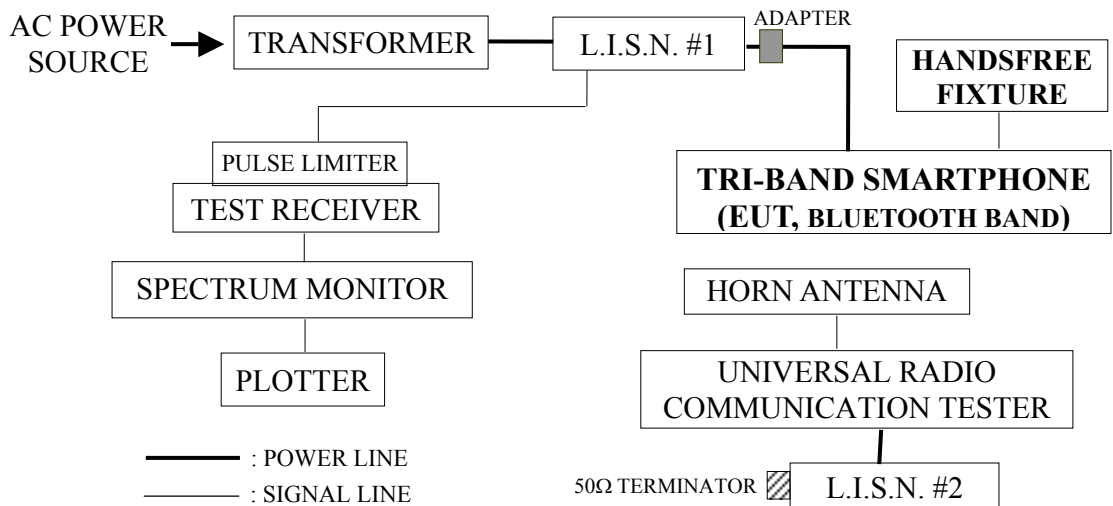 AC POWER
SOURCE
TRANSFORMER
L.I.S.N. #1
ADAPTER
HANDSFREE
FIXTURE
PULSE LIMITER
TEST RECEIVER
TRI-BAND SMARTPHONE
(EUT, BLUETOOTH BAND)
SPECTRUM MONITOR
HORN ANTENNA
PLOTTER
UNIVERSAL RADIO
COMMUNICATION TESTER
: POWER LINE
: SIGNAL LINE
50Ω TERMINATOR
L.I.S.N. #2